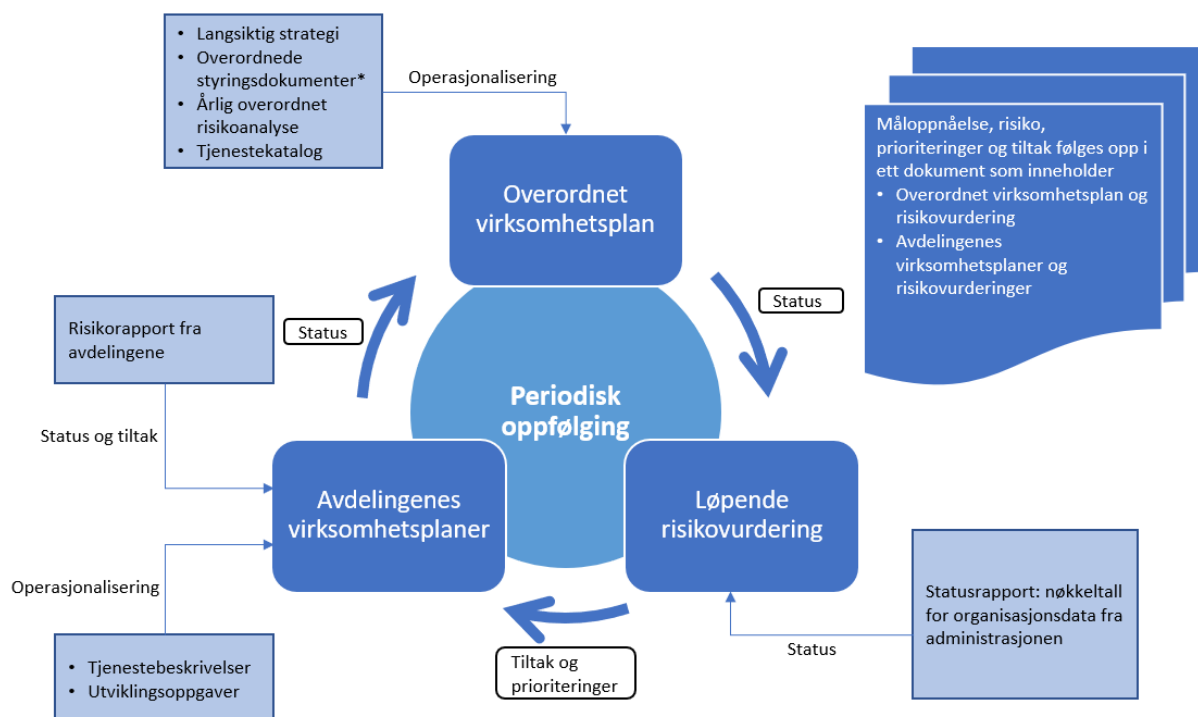 • Langsiktig strategi
• Overordnede
styringsdokumenter*
• Årlig overordnet
risikoanalyse
• Tjenestekatalog
Operasjonalisering
Måloppnåelse, risiko,
prioriteringer og tiltak følges opp i
ett dokument som inneholder
• Overordnet virksomhetsplan og
risikovurdering
• Avdelingenes
virksomhetsplaner og
risikovurderinger
Overordnet
virksomhetsplan
Status
Status
Risikorapport fra
avdelingene
Periodisk
oppfølging
Status og tiltak
Avdelingenes
virksomhetsplaner
Løpende
risikovurdering
Operasjonalisering
Statusrapport: nøkkeltall
for organisasjonsdata fra
administrasjonen
Status
Tiltak og
prioriteringer
• Tjenestebeskrivelser
• Utviklingsoppgaver